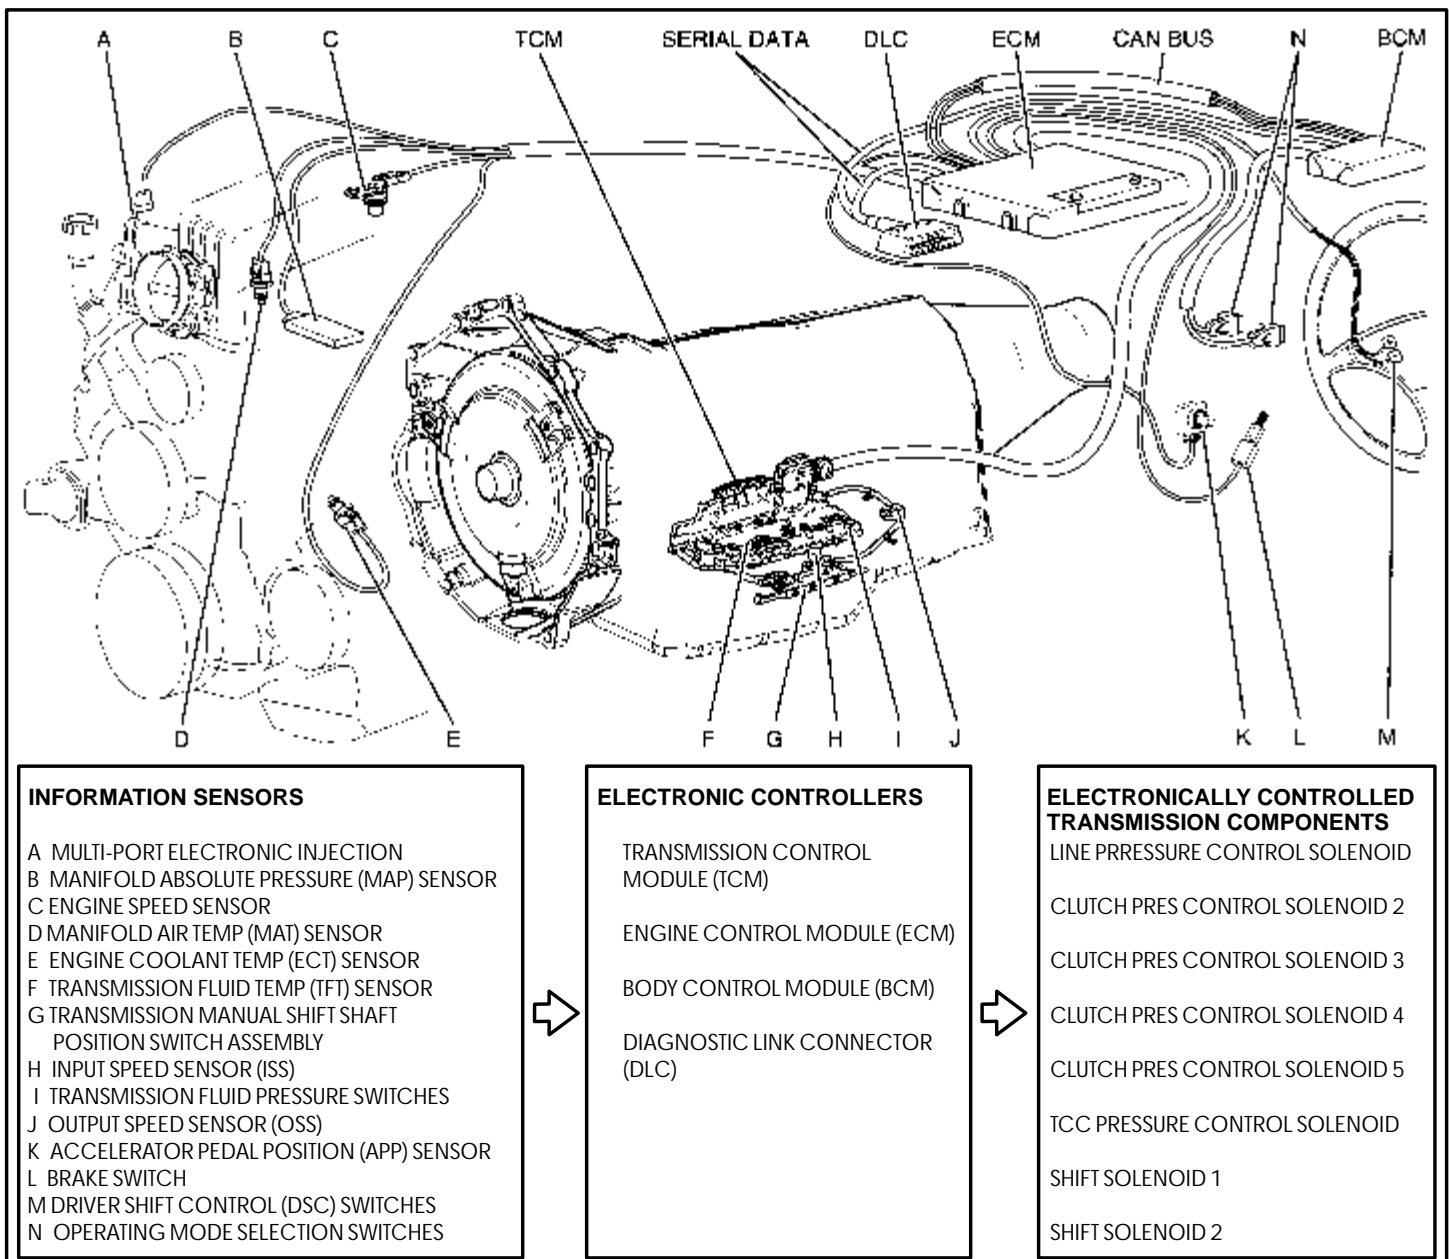 A B C TCM SERIAL DATA DLC ECM CAN BUS N BCM
D E F G H I J K L M
INFORMATION SENSORS
A MULTI-PORT ELECTRONIC INJECTION
B MANIFOLD ABSOLUTE PRESSURE (MAP) SENSOR
C ENGINE SPEED SENSOR
D MANIFOLD AIR TEMP (MAT) SENSOR
E ENGINE COOLANT TEMP (ECT) SENSOR
F TRANSMISSION FLUID TEMP (TFT) SENSOR
G TRANSMISSION MANUAL SHIFT SHAFT
POSITION SWITCH ASSEMBLY
H INPUT SPEED SENSOR (ISS)
I TRANSMISSION FLUID PRESSURE SWITCHES
J OUTPUT SPEED SENSOR (OSS)
K ACCELERATOR PEDAL POSITION (APP) SENSOR
L BRAKE SWITCH
M DRIVER SHIFT CONTROL (DSC) SWITCHES
N OPERATING MODE SELECTION SWITCHES
ELECTRONIC CONTROLLERS
TRANSMISSION CONTROL
MODULE (TCM)
ENGINE CONTROL MODULE (ECM)
BODY CONTROL MODULE (BCM)
DIAGNOSTIC LINK CONNECTOR
(DLC)
ELECTRONICALLY CONTROLLED
TRANSMISSION COMPONENTS
LINE PRRESSURE CONTROL SOLENOID
CLUTCH PRES CONTROL SOLENOID 2
CLUTCH PRES CONTROL SOLENOID 3
CLUTCH PRES CONTROL SOLENOID 4
CLUTCH PRES CONTROL SOLENOID 5
TCC PRESSURE CONTROL SOLENOID
SHIFT SOLENOID 1
SHIFT SOLENOID 2